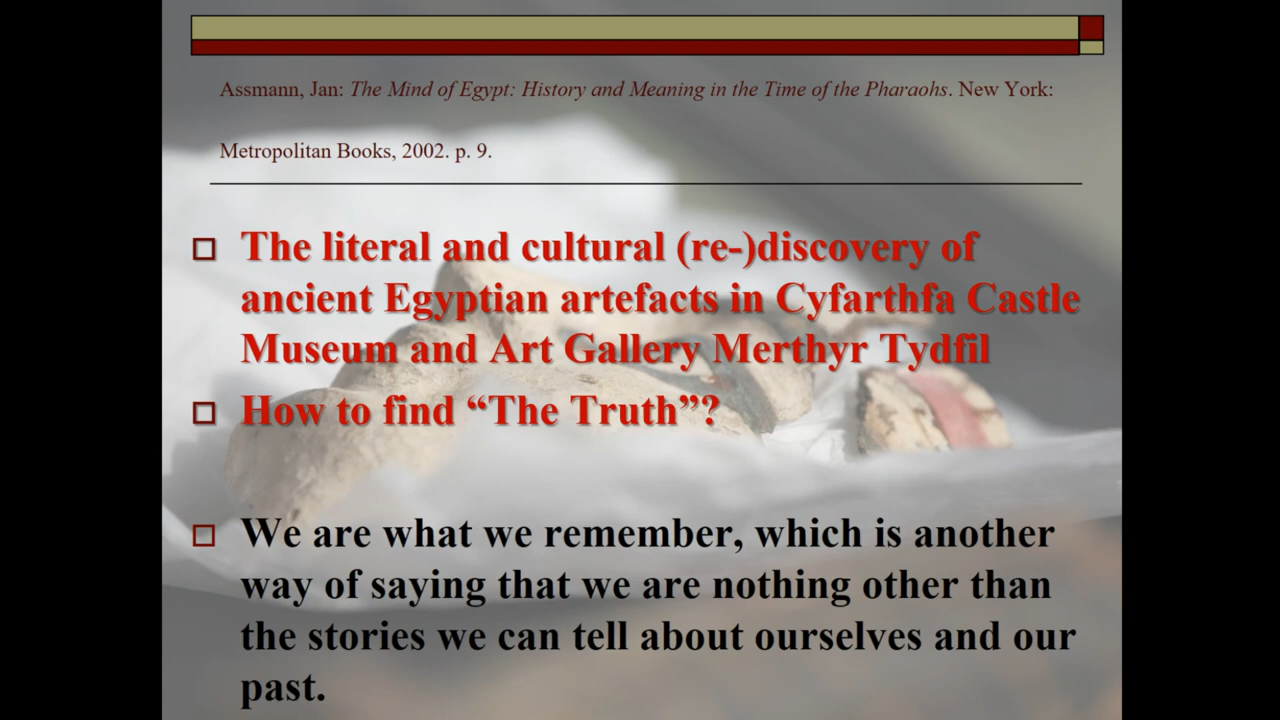 Assmann, Jan: The Mind of Egypt: History and Meaning in the Time of the Pharaohs. New York:
Metropolitan Books, 2002. p. 9.
The literal and cultural (re-)discovery of
ancient Egyptian artefacts in Cyfarthfa Castle
Museum and Art Gallery Merthyr Tydfil
How to find “The Truth”?
We are what we remember, which is another
way of saying that we are nothing other than
the stories we can tell about ourselves and our
past.